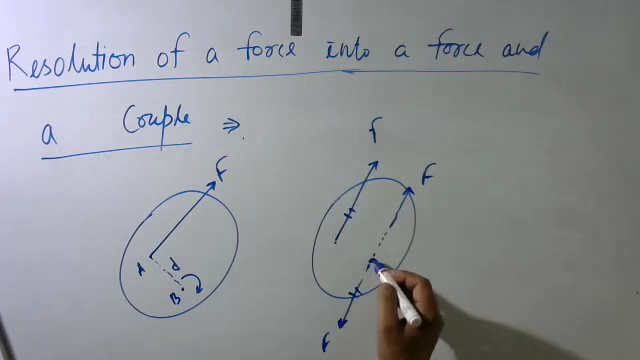 Resolution of a force into a force and
a Couple ⇒
F
f
F
A
d
B
F